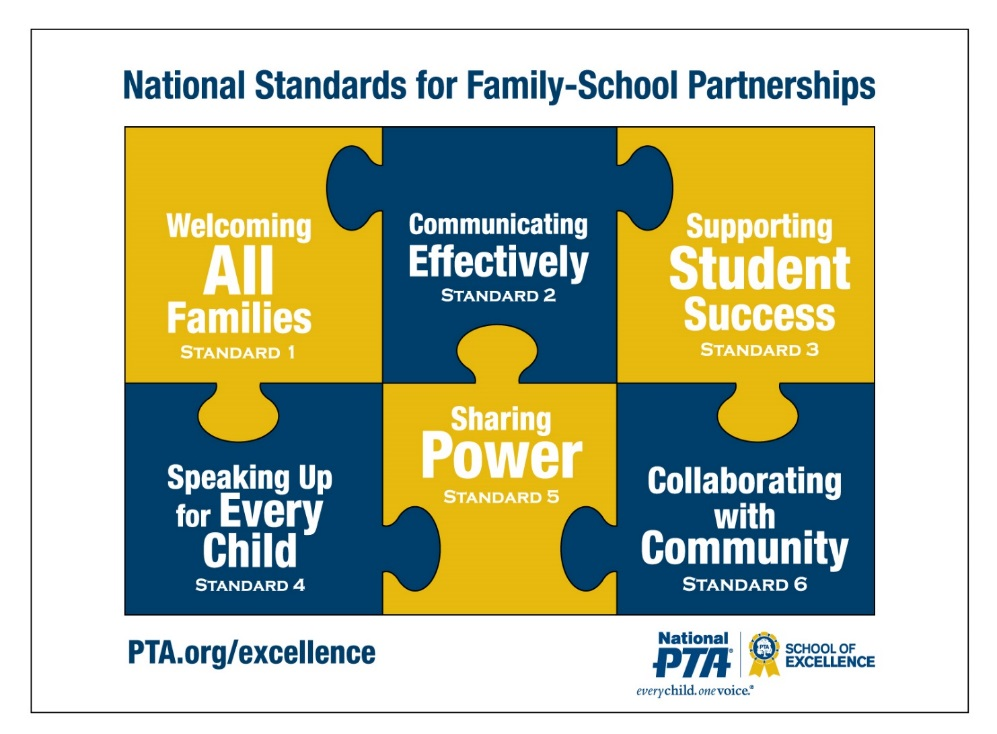 National Standards for Family-School Partnerships
Welcoming
All
Families
STANDARD 1
Communicating
Effectively
STANDARD 2
Supporting
Student
Success
STANDARD 3
Speaking Up
for Every
Child
STANDARD 4
Sharing
Power
STANDARD 5
Collaborating
with
Community
STANDARD 6
PTA.org/excellence
National
PTA®
everychild.onevoice.®
PTA
SCHOOL OF
EXCELLENCE